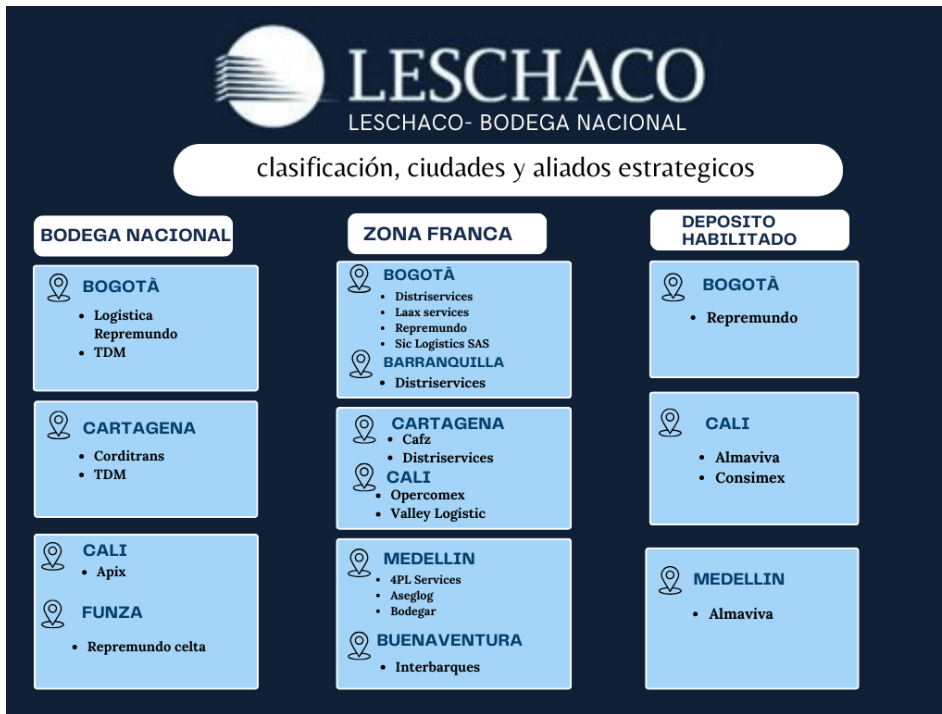 LESCHACO
LESCHACO- BODEGA NACIONAL
clasificación, ciudades y aliados estrategicos
BODEGA NACIONAL
BOGOTÀ
• Logistica
Repremundo
• TDM
CARTAGENA
• Corditrans
• TDM
CALI
• Apix
FUNZA
• Repremundo celta
ZONA FRANCA
BOGOTÀ
• Distriservices
• Laax services
• Repremundo
• Sic Logistics SAS
BARRANQUILLA
• Distriservices
CARTAGENA
• Cafz
• Distriservices
CALI
• Opercomex
• Valley Logistic
MEDELLIN
• 4PL Services
• Aseglog
• Bodegar
BUENAVENTURA
• Interbarques
DEPOSITO
HABILITADO
BOGOTÀ
• Repremundo
CALI
• Almaviva
• Consimex
MEDELLIN
• Almaviva